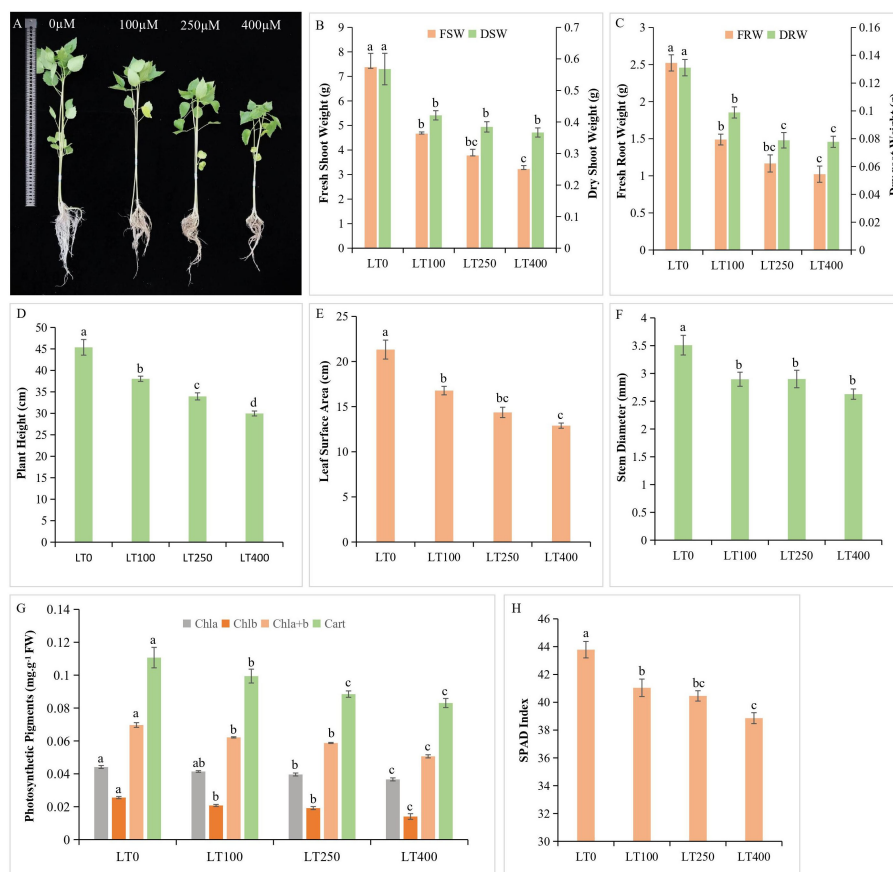 A
0µM
100µM
250µM
400µM
B
FSW
DSW
Fresh Shoot Weight (g)
9
8
7
6
5
4
3
2
1
0
a
a
b
b
bc
b
c
b
LT0
LT100
LT250
LT400
0.7
0.6
0.5
0.4
0.3
0.2
0.1
0
Dry Shoot Weight (g)
C
FRW
DRW
Fresh Root Weight (g)
3
2.5
2
1.5
1
0.5
0
a
a
b
b
bc
c
c
c
LT0
LT100
LT250
LT400
0.16
0.14
0.12
0.1
0.08
0.06
0.04
0.02
0
D
Plant Height (cm)
50
45
40
35
30
25
20
15
10
5
0
a
b
c
d
LT0
LT100
LT250
LT400
E
Leaf Surface Area (cm)
25
20
15
10
5
0
a
b
bc
c
LT0
LT100
LT250
LT400
F
Stem Diameter (mm)
4
3.5
3
2.5
2
1.5
1
0.5
0
a
b
b
b
LT0
LT100
LT250
LT400
G
Chla
Chlb
Chla+b
Cart
Photosynthetic Pigments (mg.g⁻¹ FW)
0.14
0.12
0.1
0.08
0.06
0.04
0.02
0
a
a
a
a
ab
b
b
b
b
b
b
c
c
c
c
c
LT0
LT100
LT250
LT400
H
SPAD Index
46
44
42
40
38
36
34
32
30
a
b
bc
c
LT0
LT100
LT250
LT400